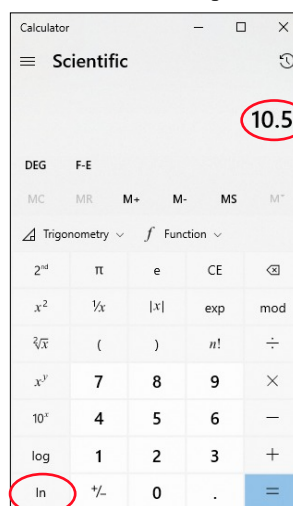 Calculator
Scientific
10.5
DEG F-E
MC MR M+ M- MS M˅
Trigonometry f Function
2ⁿᵈ π e CE
x² ¹/x |x| exp mod
²√x ( ) n! ÷
xʸ 7 8 9 ×
10ˣ 4 5 6 −
log 1 2 3 +
ln +/− 0 . =